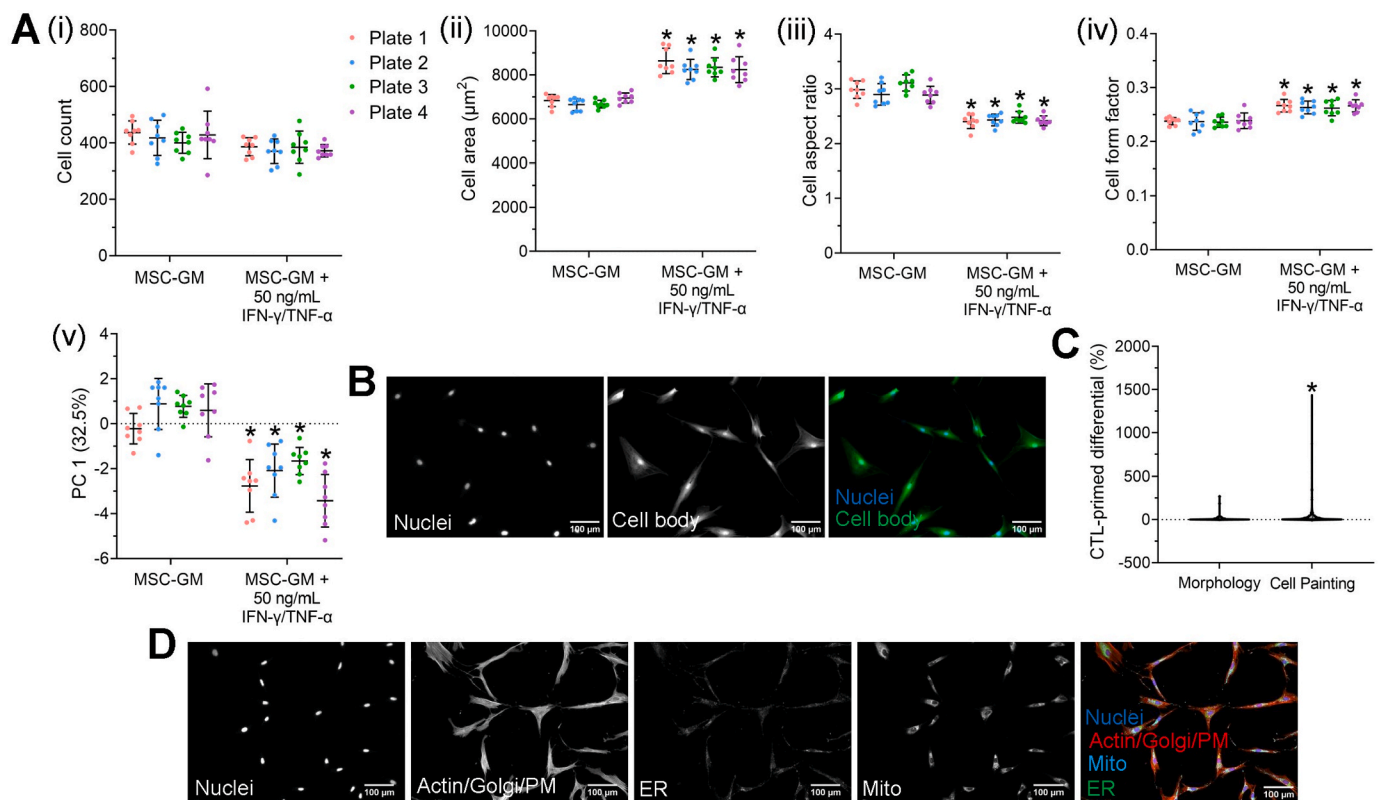 A
(i)
Cell count
800
600
400
200
0
MSC-GM
MSC-GM +
50 ng/mL
IFN-γ/TNF-α
Plate 1
Plate 2
Plate 3
Plate 4
(ii)
Cell area (µm²)
10000
8000
6000
4000
2000
0
* * * *
MSC-GM
MSC-GM +
50 ng/mL
IFN-γ/TNF-α
(iii)
Cell aspect ratio
4
3
2
1
0
* * * *
MSC-GM
MSC-GM +
50 ng/mL
IFN-γ/TNF-α
(iv)
Cell form factor
0.4
0.3
0.2
0.1
0.0
* * * *
MSC-GM
MSC-GM +
50 ng/mL
IFN-γ/TNF-α
(v)
PC 1 (32.5%)
4
2
0
-2
-4
-6
* * * *
MSC-GM
MSC-GM +
50 ng/mL
IFN-γ/TNF-α
B
Nuclei
100 µm
Cell body
100 µm
Nuclei
Cell body
100 µm
C
CTL-primed differential (%)
2000
1500
1000
500
0
-500
*
Morphology
Cell Painting
D
Nuclei
100 µm
Actin/Golgi/PM
100 µm
ER
100 µm
Mito
100 µm
Nuclei
Actin/Golgi/PM
Mito
ER
100 µm